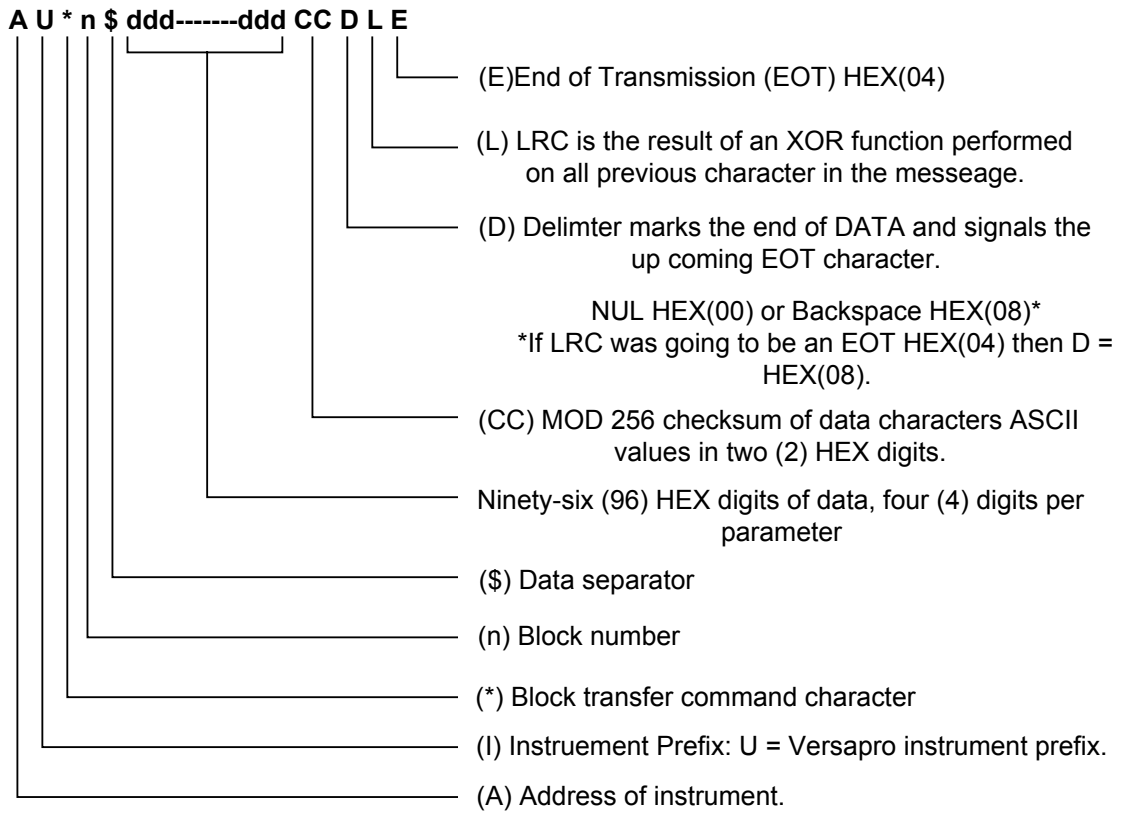 A U * n $ ddd-------ddd CC D L E
(E)End of Transmission (EOT) HEX(04)
(L) LRC is the result of an XOR function performed
on all previous character in the messeage.
(D) Delimter marks the end of DATA and signals the
up coming EOT character.
NUL HEX(00) or Backspace HEX(08)*
*If LRC was going to be an EOT HEX(04) then D =
HEX(08).
(CC) MOD 256 checksum of data characters ASCII
values in two (2) HEX digits.
Ninety-six (96) HEX digits of data, four (4) digits per
parameter
($) Data separator
(n) Block number
(*) Block transfer command character
(I) Instruement Prefix: U = Versapro instrument prefix.
(A) Address of instrument.